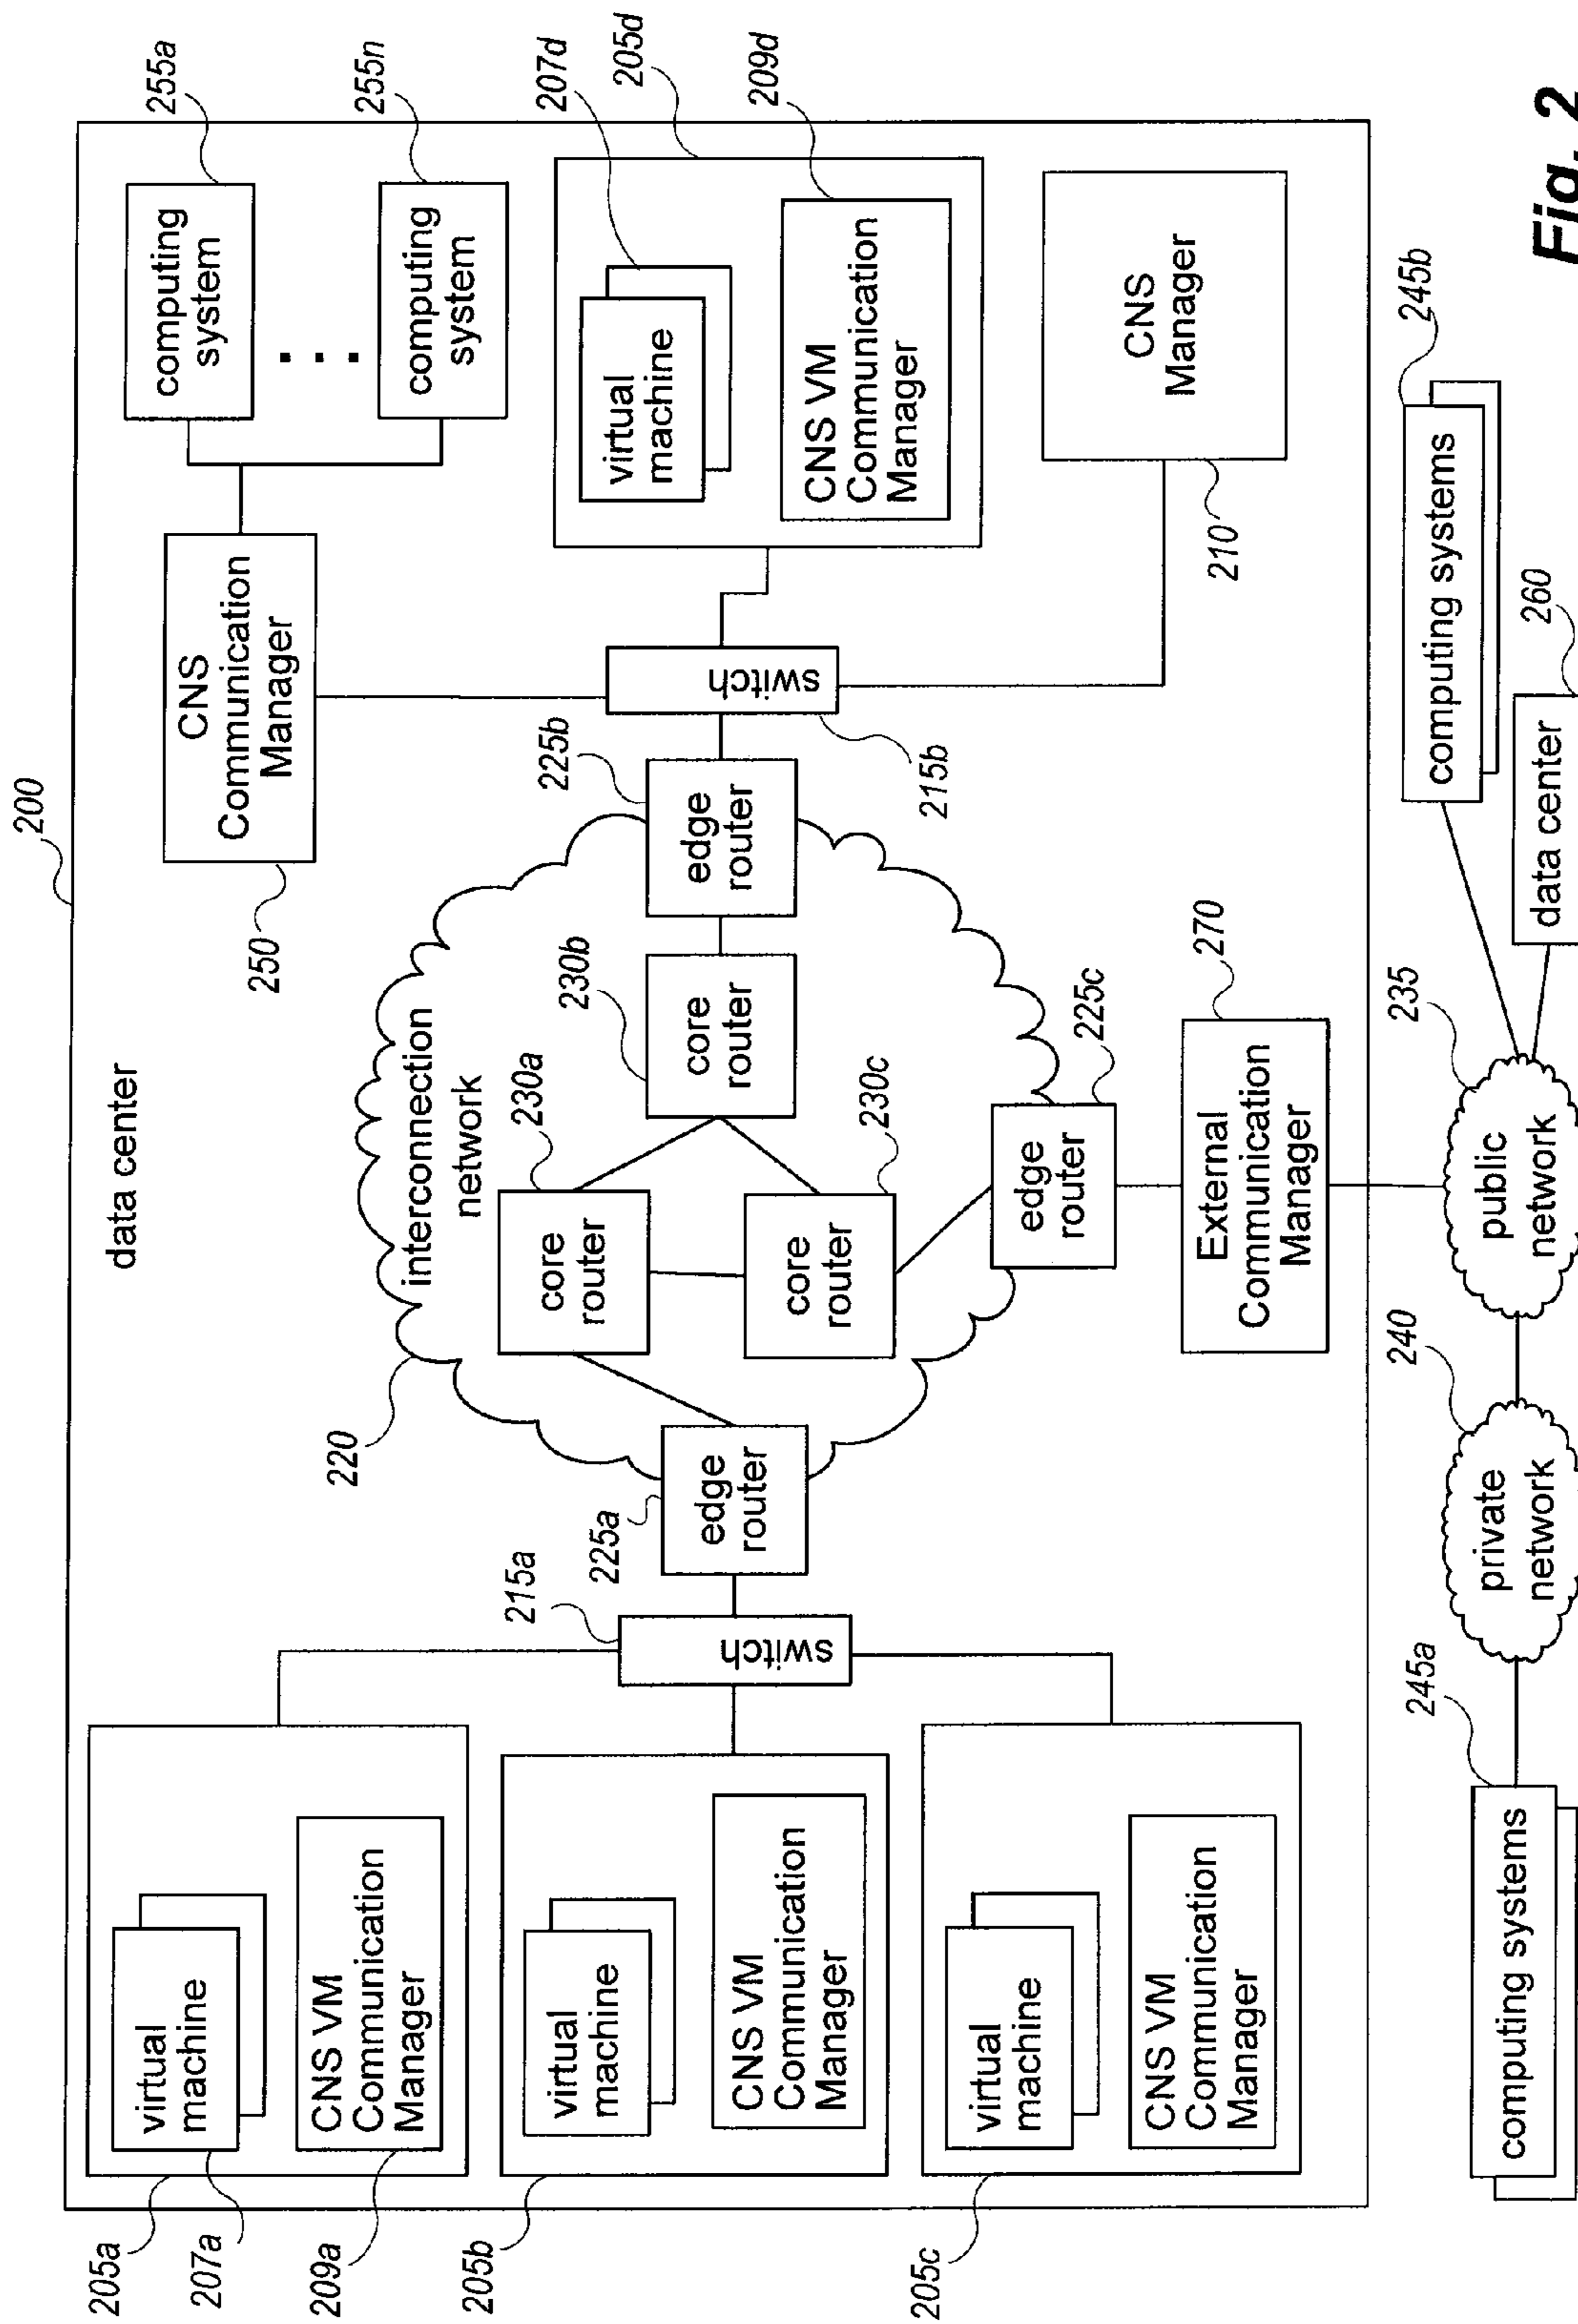 200
data center
205a
207a
209a
virtual
machine
CNS VM
Communication
Manager
205b
virtual
machine
CNS VM
Communication
Manager
205c
virtual
machine
CNS VM
Communication
Manager
215a
switch
225a
edge
router
220
interconnection
network
230a
core
router
230b
core
router
230c
core
router
225b
edge
router
225c
edge
router
215b
switch
250
CNS
Communication
Manager
255a
computing
system
255n
computing
system
207d
205d
209d
virtual
machine
CNS VM
Communication
Manager
210
CNS
Manager
270
External
Communication
Manager
245a
computing systems
240
private
network
235
public
network
245b
computing systems
260
data center
Fig. 2